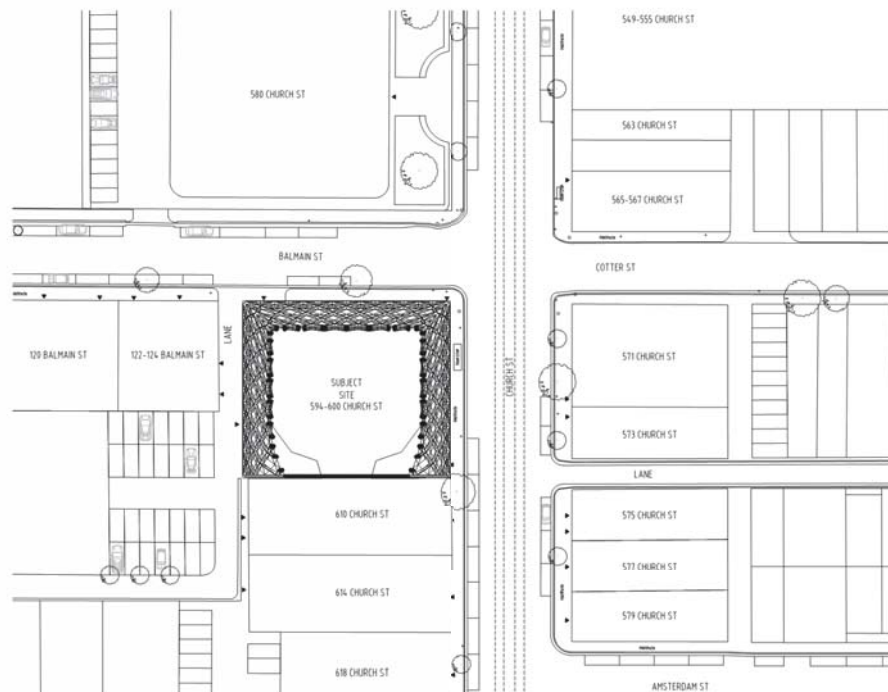 549-555 CHURCH ST
580 CHURCH ST
563 CHURCH ST
565-567 CHURCH ST
BALMAIN ST
COTTER ST
LANE
120 BALMAIN ST
122-124 BALMAIN ST
SUBJECT
SITE
594-600 CHURCH ST
CHURCH ST
571 CHURCH ST
573 CHURCH ST
LANE
610 CHURCH ST
575 CHURCH ST
577 CHURCH ST
614 CHURCH ST
579 CHURCH ST
618 CHURCH ST
AMSTERDAM ST